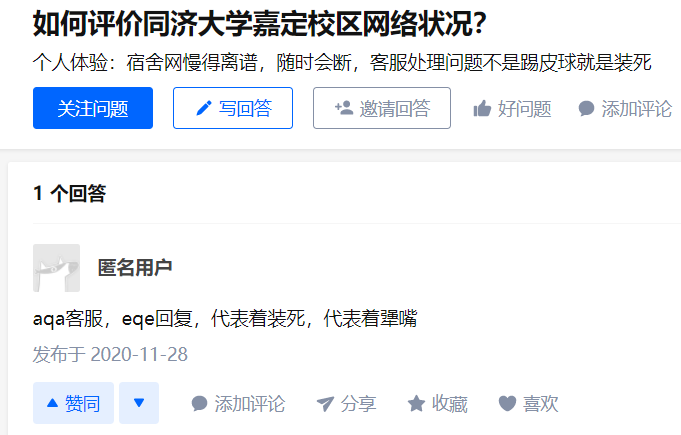 如何评价同济大学嘉定校区网络状况?
个人体验：宿舍网慢得离谱，随时会断，客服处理问题不是踢皮球就是装死
关注问题 写回答 邀请回答 好问题 添加评论
1 个回答
匿名用户
aqa客服，eqe回复，代表着装死，代表着犟嘴
发布于 2020-11-28
赞同 添加评论 分享 收藏 喜欢